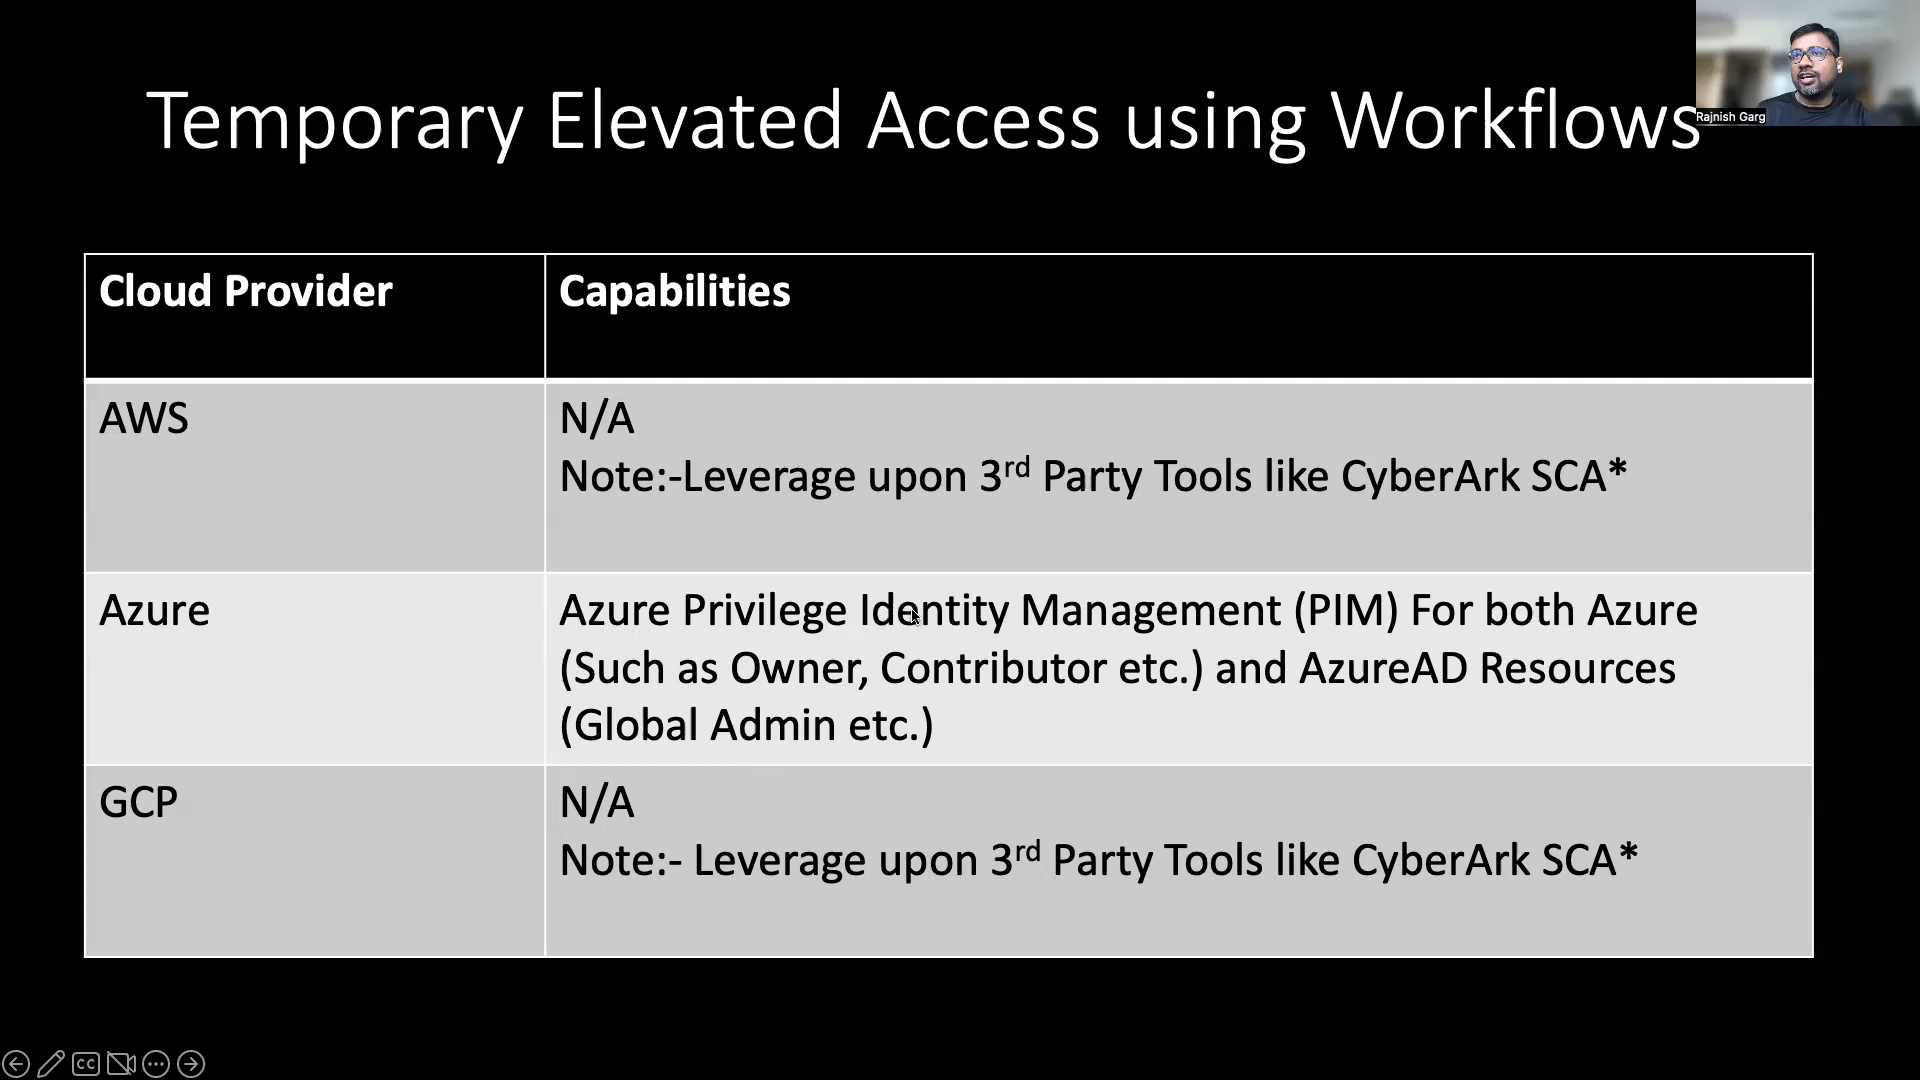 Temporary Elevated Access using Workflows
Rajnish Garg
Cloud Provider
Capabilities
AWS
N/A
Note:-Leverage upon 3rd Party Tools like CyberArk SCA*
Azure
Azure Privilege Identity Management (PIM) For both Azure
(Such as Owner, Contributor etc.) and AzureAD Resources
(Global Admin etc.)
GCP
N/A
Note:- Leverage upon 3rd Party Tools like CyberArk SCA*
CC